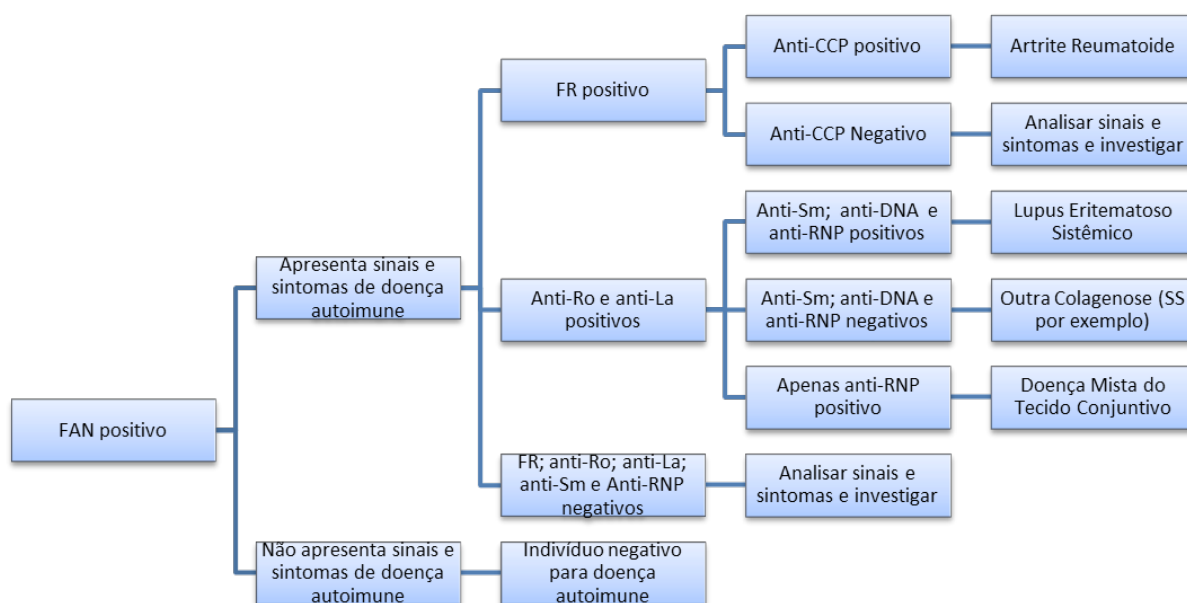 FAN positivo
Apresenta sinais e
sintomas de doença
autoimune
FR positivo
Anti-CCP positivo
Artrite Reumatoide
Anti-CCP Negativo
Analisar sinais e
sintomas e investigar
Anti-Ro e anti-La
positivos
Anti-Sm; anti-DNA e
anti-RNP positivos
Lupus Eritematoso
Sistêmico
Anti-Sm; anti-DNA e
anti-RNP negativos
Outra Colagenose (SS
por exemplo)
Apenas anti-RNP
positivo
Doença Mista do
Tecido Conjuntivo
FR; anti-Ro; anti-La;
anti-Sm e Anti-RNP
negativos
Analisar sinais e
sintomas e investigar
Não apresenta sinais e
sintomas de doença
autoimune
Indivíduo negativo
para doença
autoimune